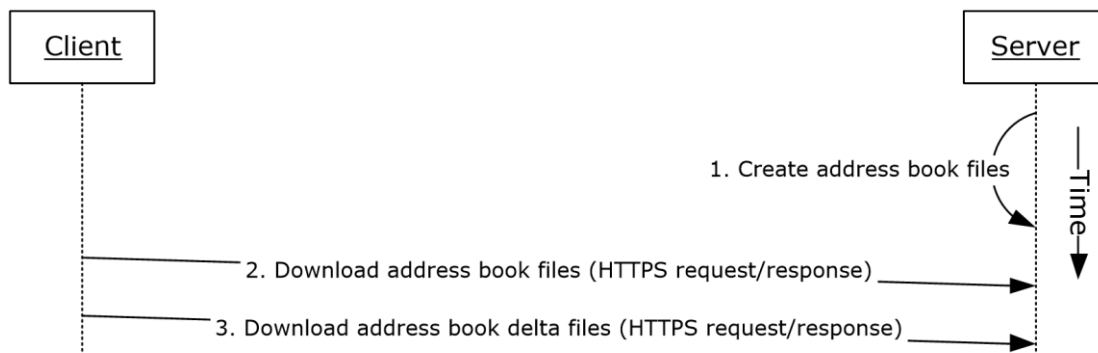 Client
Server
1. Create address book files
Time
2. Download address book files (HTTPS request/response)
3. Download address book delta files (HTTPS request/response)